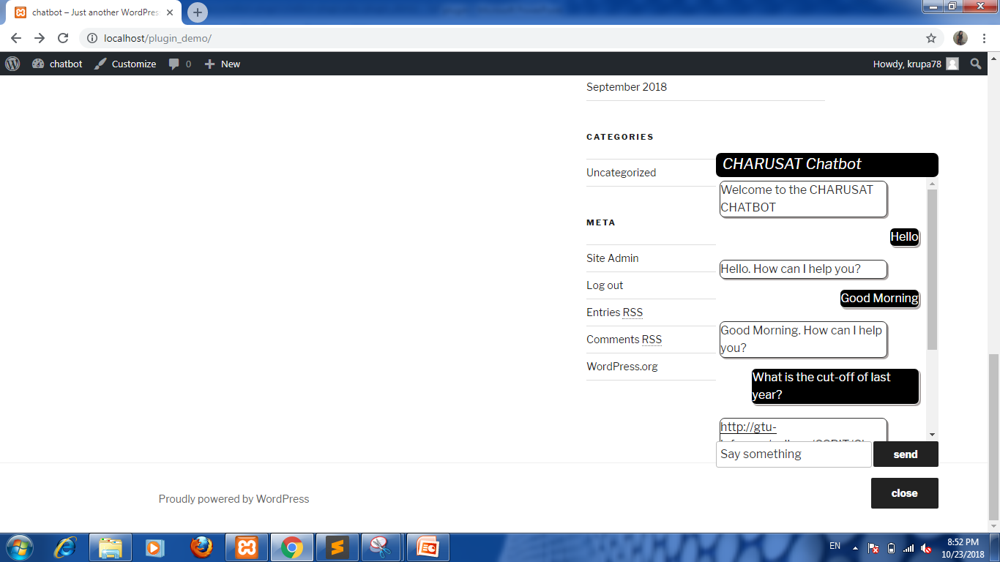 chatbot – Just another WordPres
localhost/plugin_demo/
chatbot Customize 0 New Howdy, krupa78
September 2018
CATEGORIES
Uncategorized
META
Site Admin
Log out
Entries RSS
Comments RSS
WordPress.org
CHARUSAT Chatbot
Welcome to the CHARUSAT
CHATBOT
Hello
Hello. How can I help you?
Good Morning
Good Morning. How can I help
you?
What is the cut-off of last
year?
http://gtu-
Say something send
close
Proudly powered by WordPress
EN 8:52 PM
10/23/2018